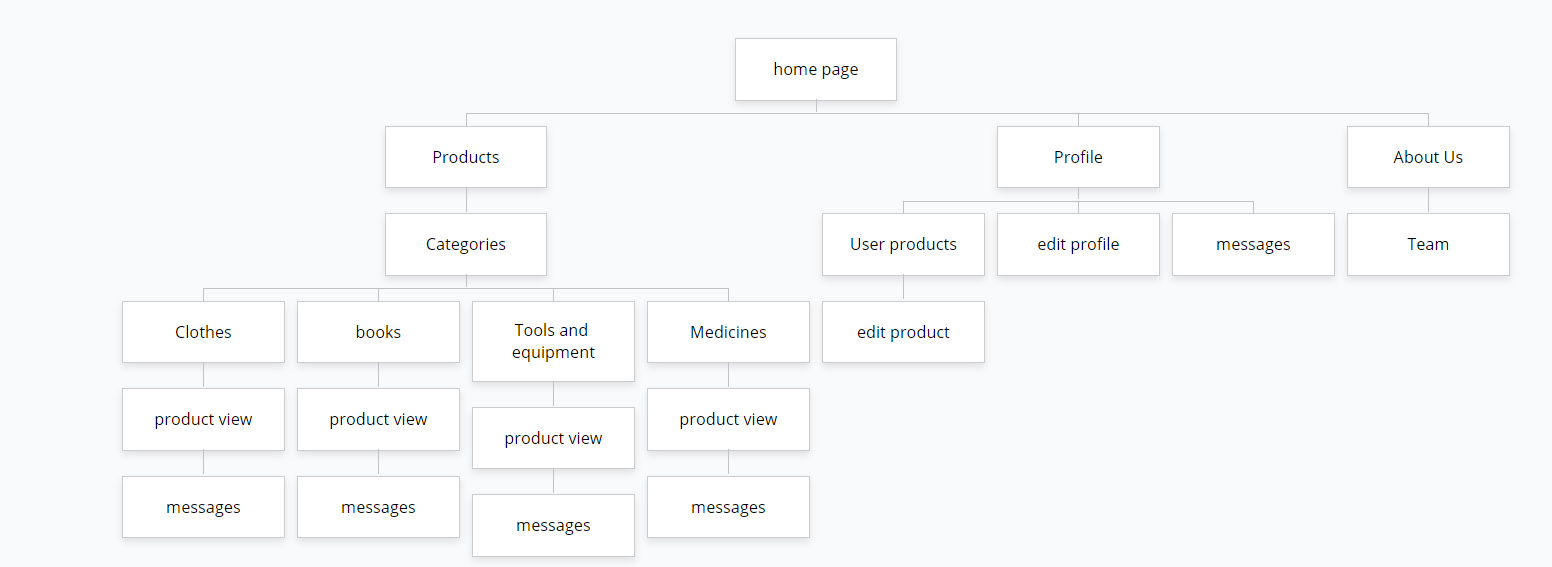 home page
Products
Profile
About Us
Categories
User products
edit profile
messages
Team
Clothes
books
Tools and
equipment
Medicines
edit product
product view
product view
product view
product view
messages
messages
messages
messages